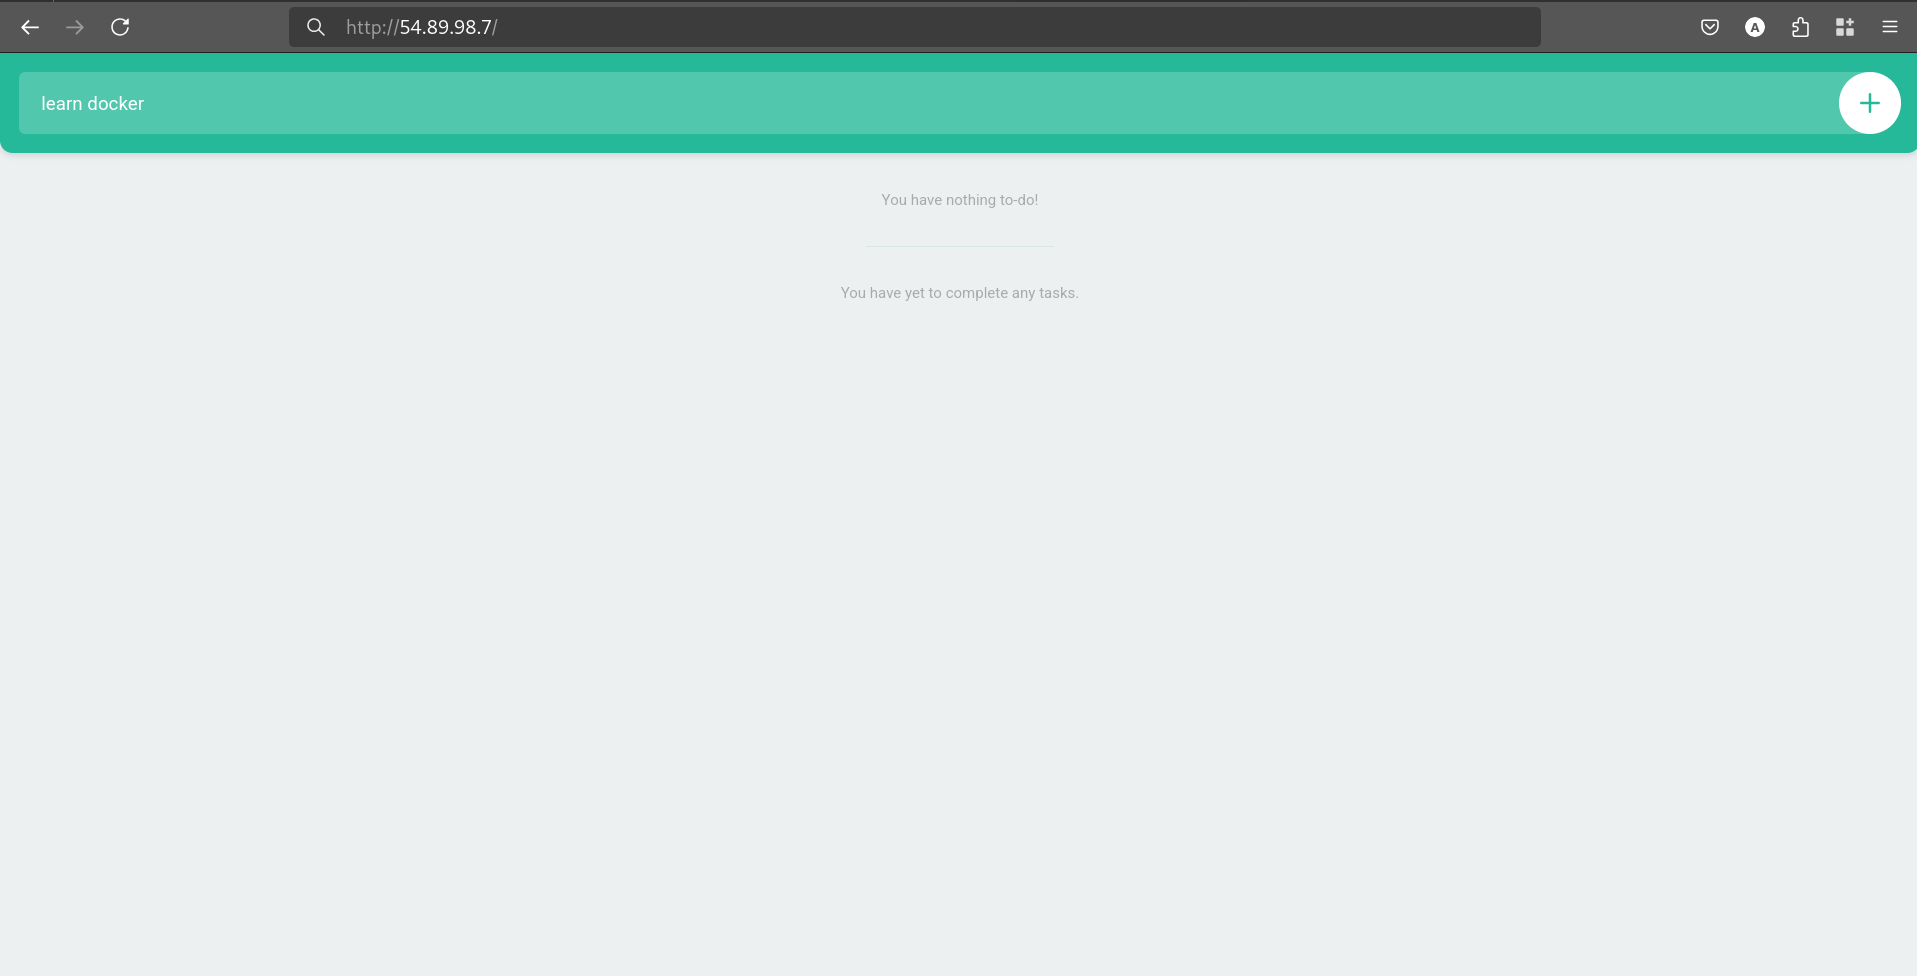 http://54.89.98.7/
A
learn docker
You have nothing to-do!
You have yet to complete any tasks.